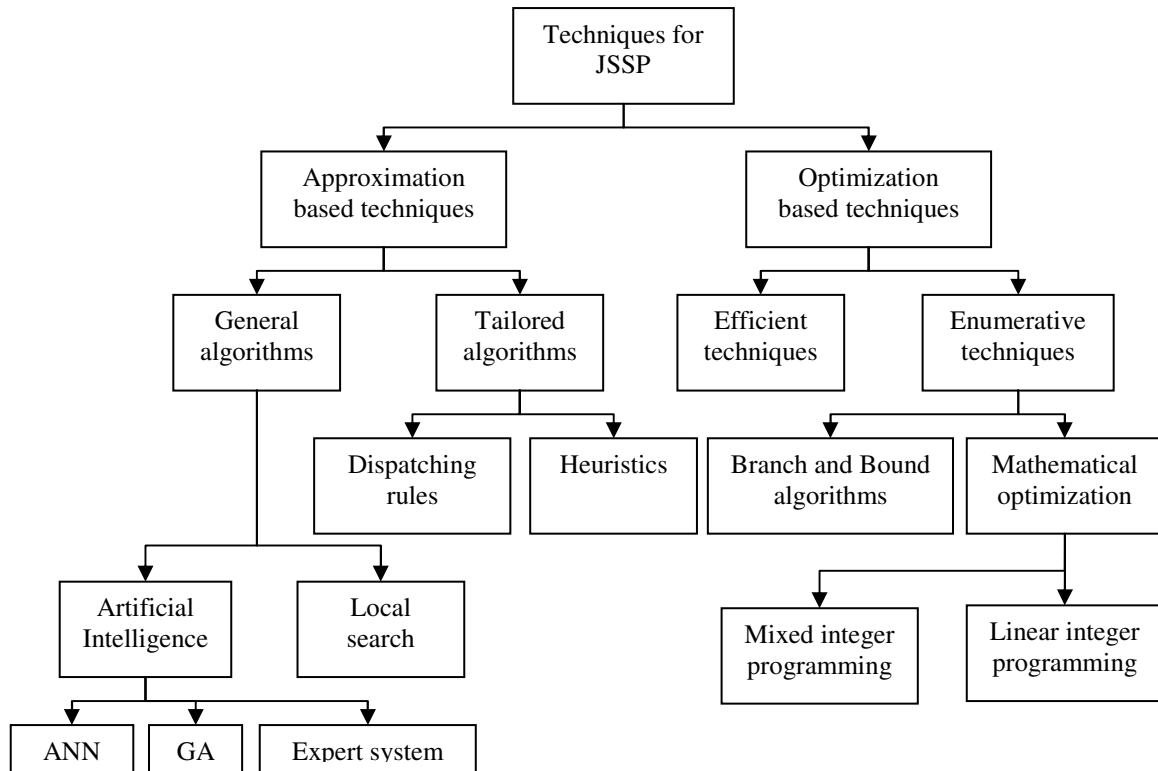 Techniques for
JSSP
Approximation
based techniques
Optimization
based techniques
General
algorithms
Tailored
algorithms
Efficient
techniques
Enumerative
techniques
Dispatching
rules
Heuristics
Branch and Bound
algorithms
Mathematical
optimization
Artificial
Intelligence
Local
search
Mixed integer
programming
Linear integer
programming
ANN
GA
Expert system